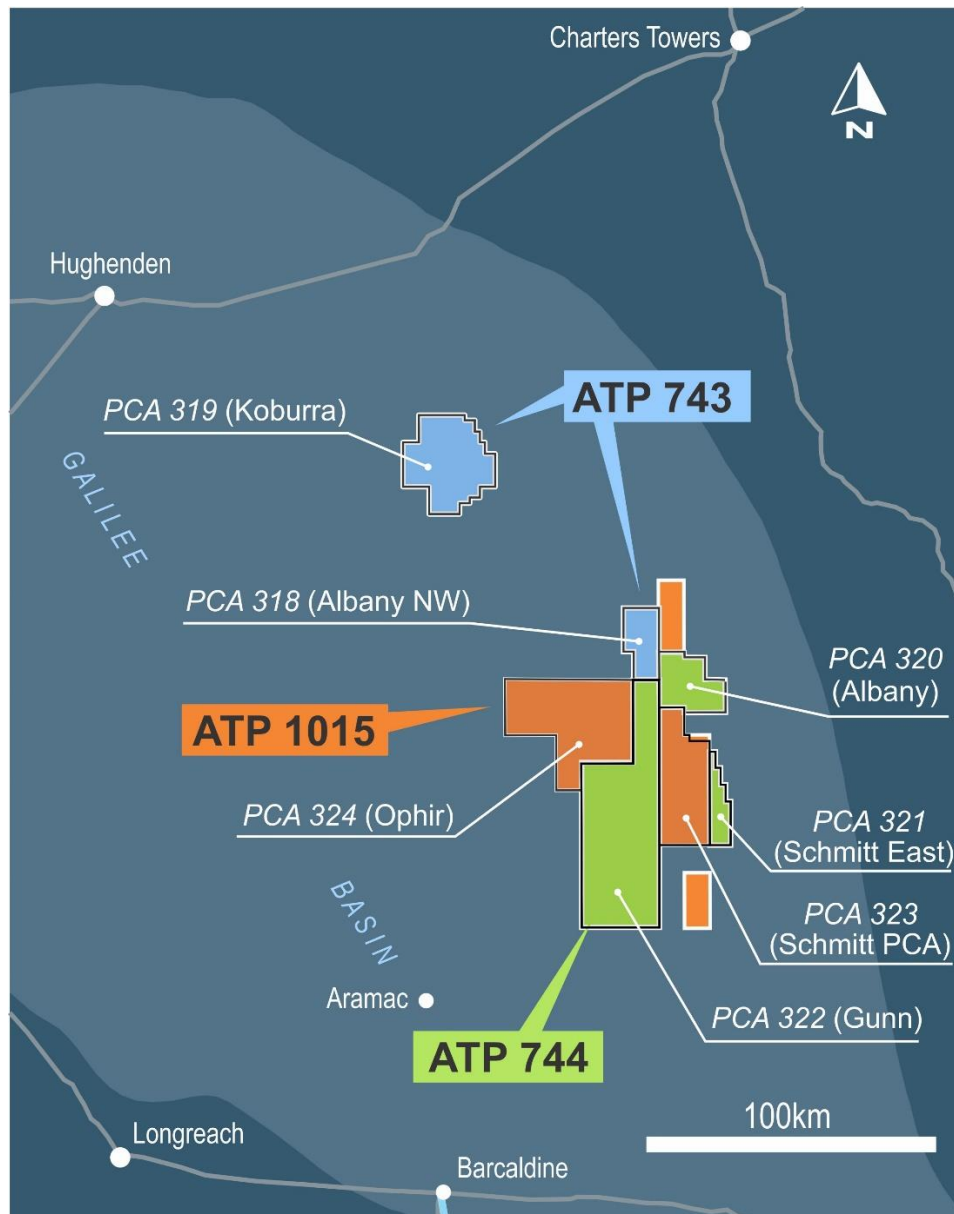 Charters Towers
N
Hughenden
ATP 743
PCA 319 (Koburra)
GALILEE
PCA 318 (Albany NW)
PCA 320
(Albany)
ATP 1015
PCA 324 (Ophir)
PCA 321
(Schmitt East)
BASIN
PCA 323
(Schmitt PCA)
Aramac
PCA 322 (Gunn)
ATP 744
100km
Longreach
Barcaldine